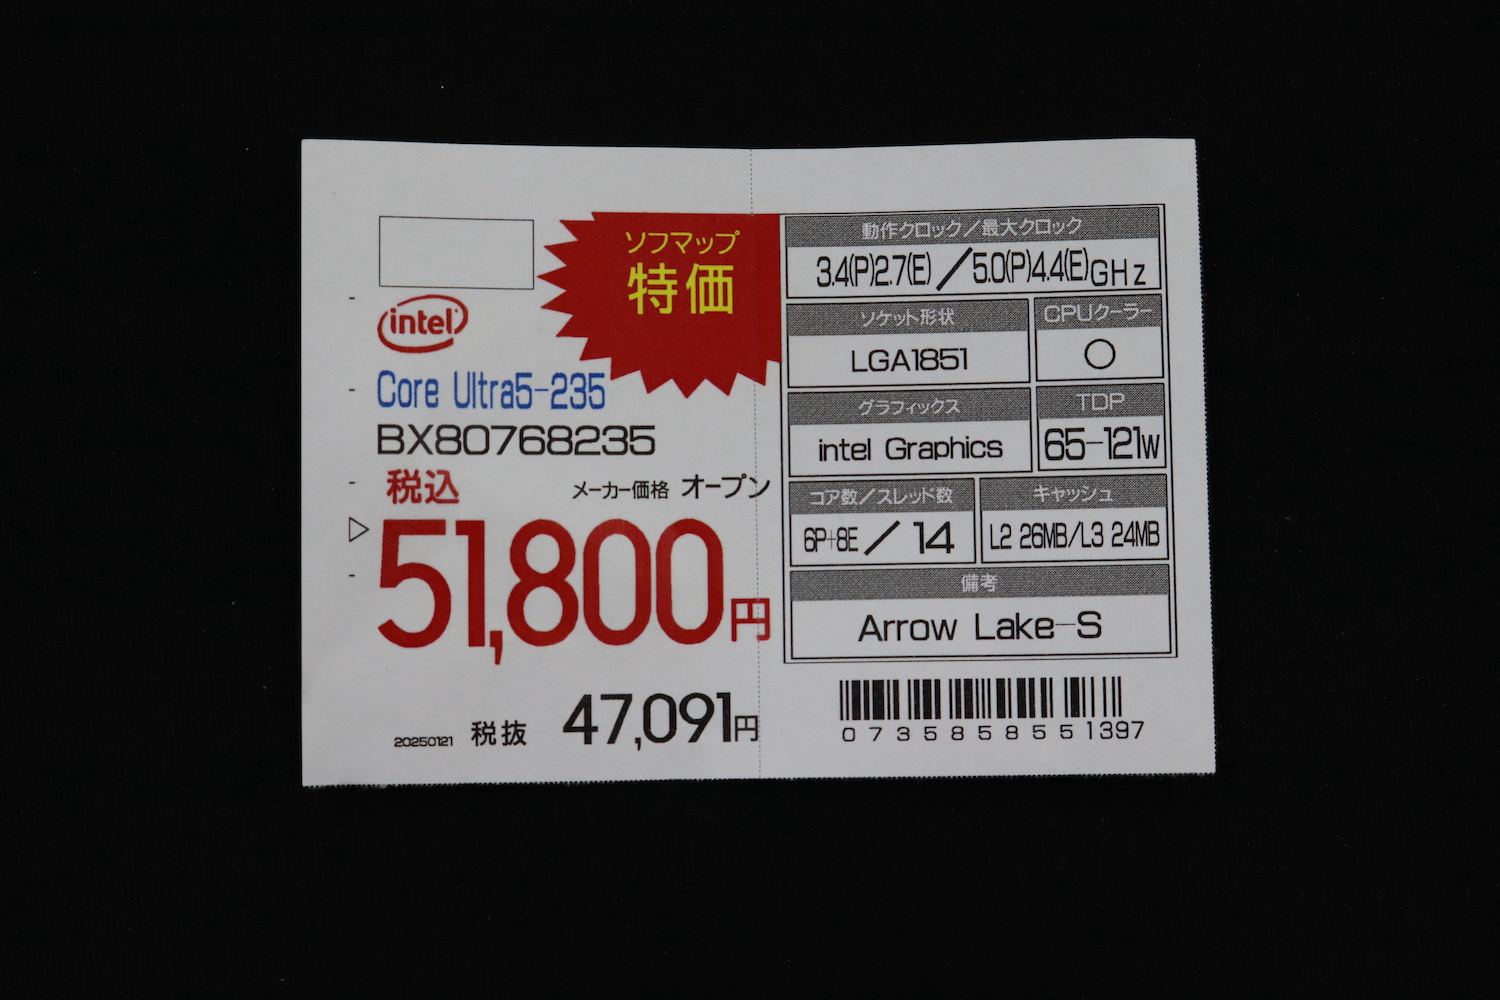 ソフマップ
特価
intel
Core Ultra5-235
BX80768235
税込
メーカー価格 オープン
51,800円
20250121 税抜 47,091円
動作クロック/最大クロック
3.4(P)2.7(E)/5.0(P)4.4(E)GHz
ソケット形状
LGA1851
CPUクーラー
○
グラフィックス
intel Graphics
TDP
65-121W
コア数/スレッド数
6P+8E/14
キャッシュ
L2 26MB/L3 24MB
備考
Arrow Lake-S
0735858551397